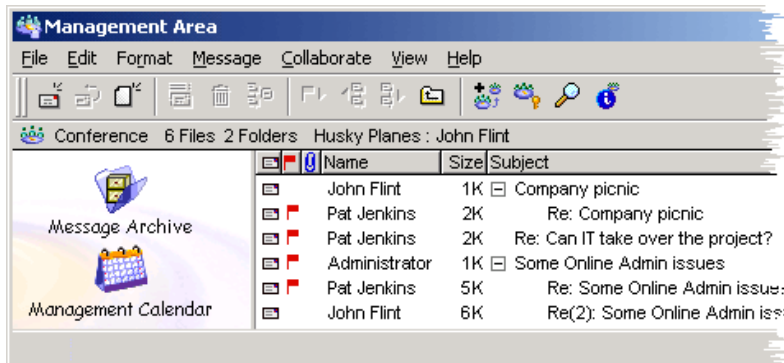 Management Area
File Edit Format Message Collaborate View Help
Conference 6 Files 2 Folders Husky Planes : John Flint
Name Size Subject
John Flint 1K Company picnic
Pat Jenkins 2K Re: Company picnic
Message Archive
Pat Jenkins 2K Re: Can IT take over the project?
Administrator 1K Some Online Admin issues
Pat Jenkins 5K Re: Some Online Admin issues
Management Calendar
John Flint 6K Re(2): Some Online Admin iss